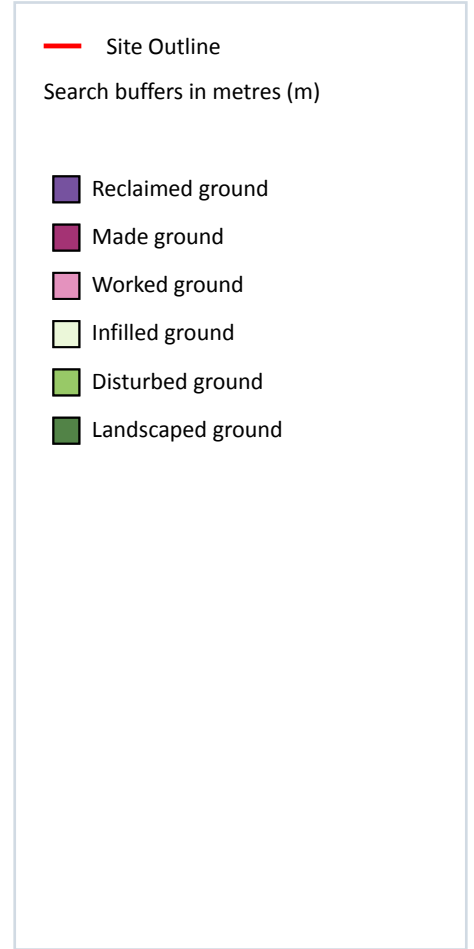 Site Outline
Search buffers in metres (m)
Reclaimed ground
Made ground
Worked ground
Infilled ground
Disturbed ground
Landscaped ground